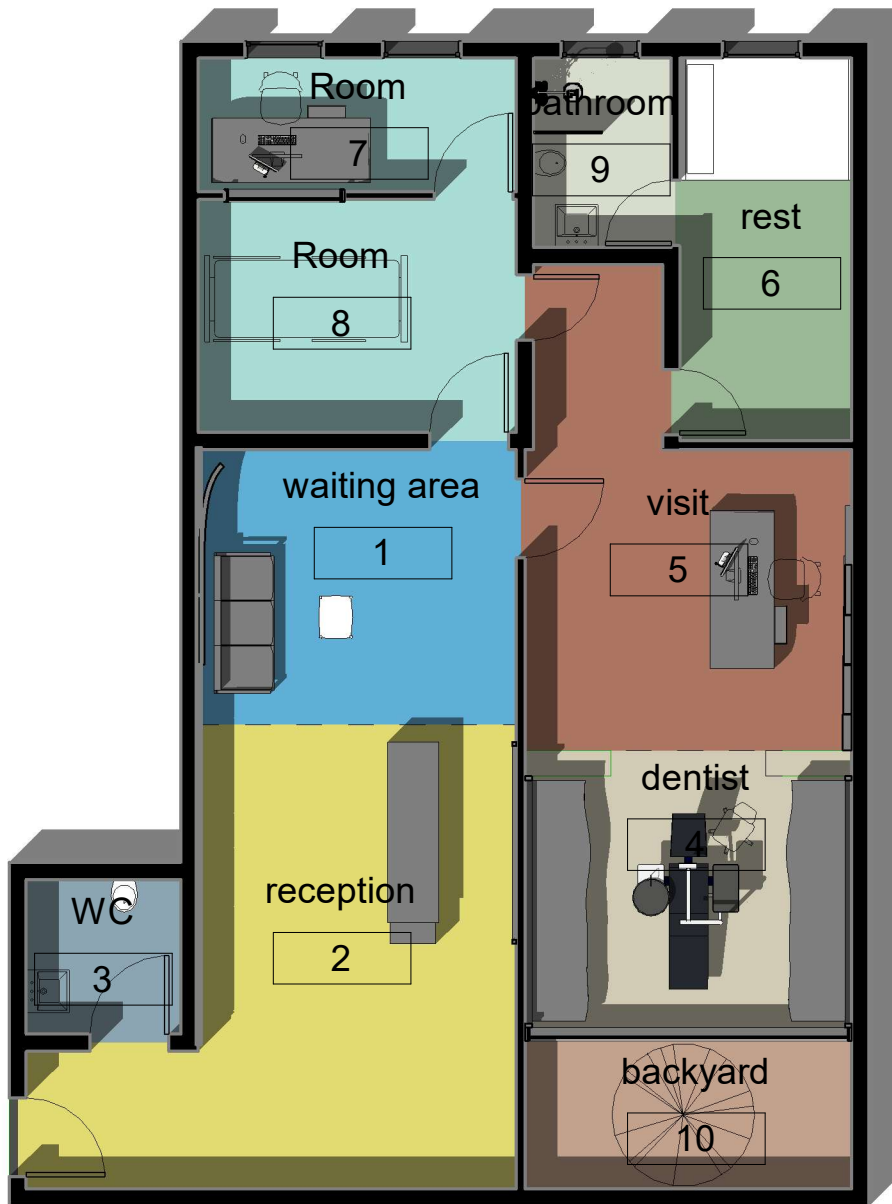 Room
7
bathroom
9
rest
6
Room
8
waiting area
1
visit
5
dentist
4
reception
2
WC
3
backyard
10